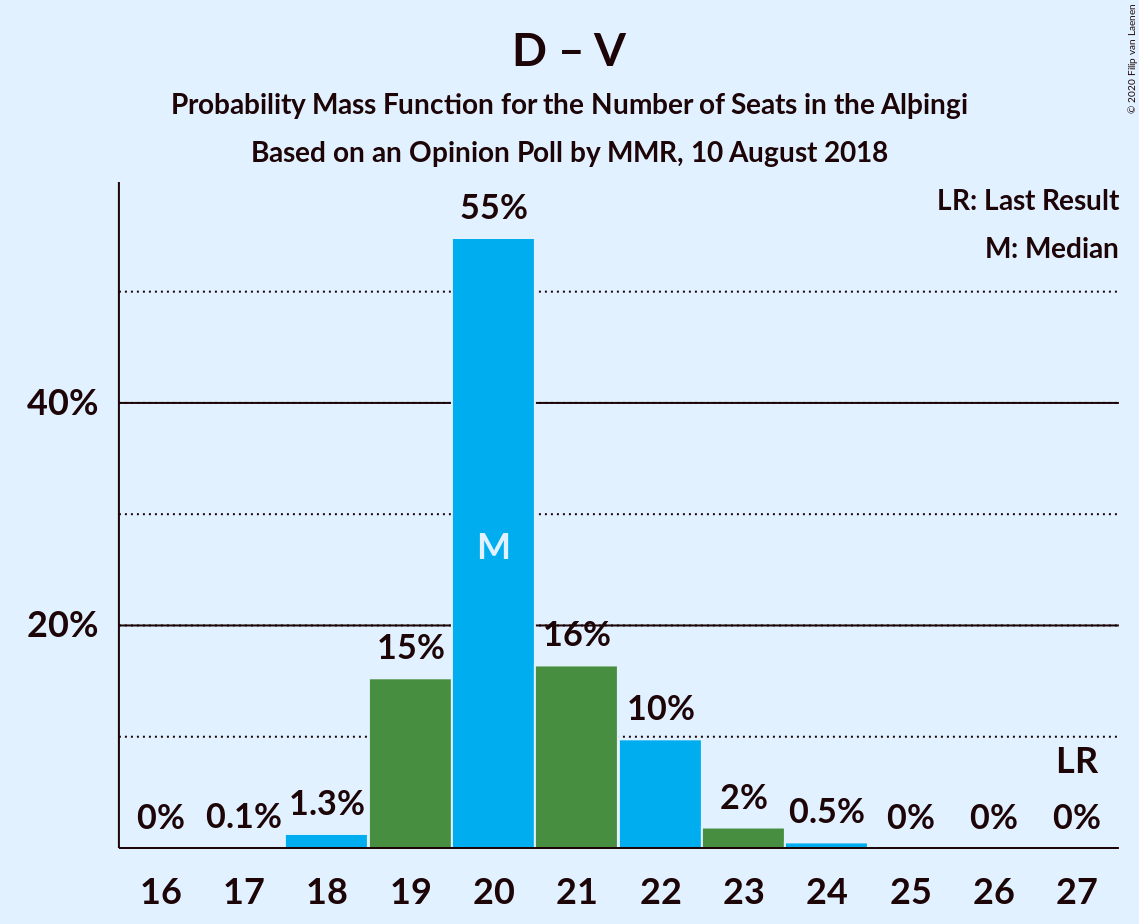 D – V
Probability Mass Function for the Number of Seats in the Alþingi
Based on an Opinion Poll by MMR, 10 August 2018
© 2020 Filip van Laenen
LR: Last Result
M: Median
55%
40%
M
20%
15%
16%
10%
LR
0%
0.1%
1.3%
2%
0.5%
0%
0%
0%
16 17 18 19 20 21 22 23 24 25 26 27